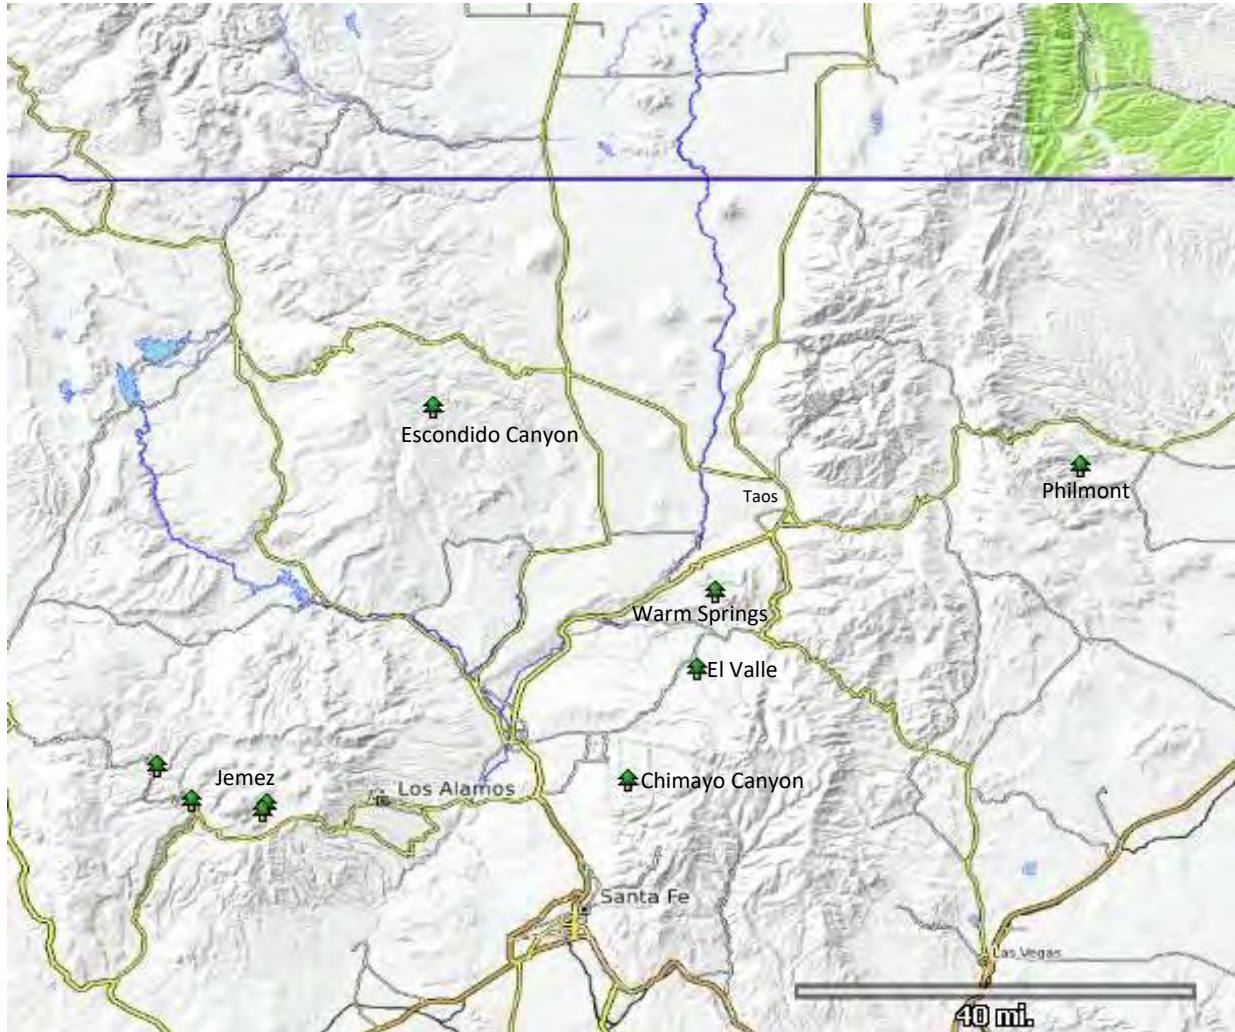 Escondido Canyon
Philmont
Taos
Warm Springs
El Valle
Jemez
Chimayo Canyon
Los Alamos
Santa Fe
Las Vegas
40 mi.